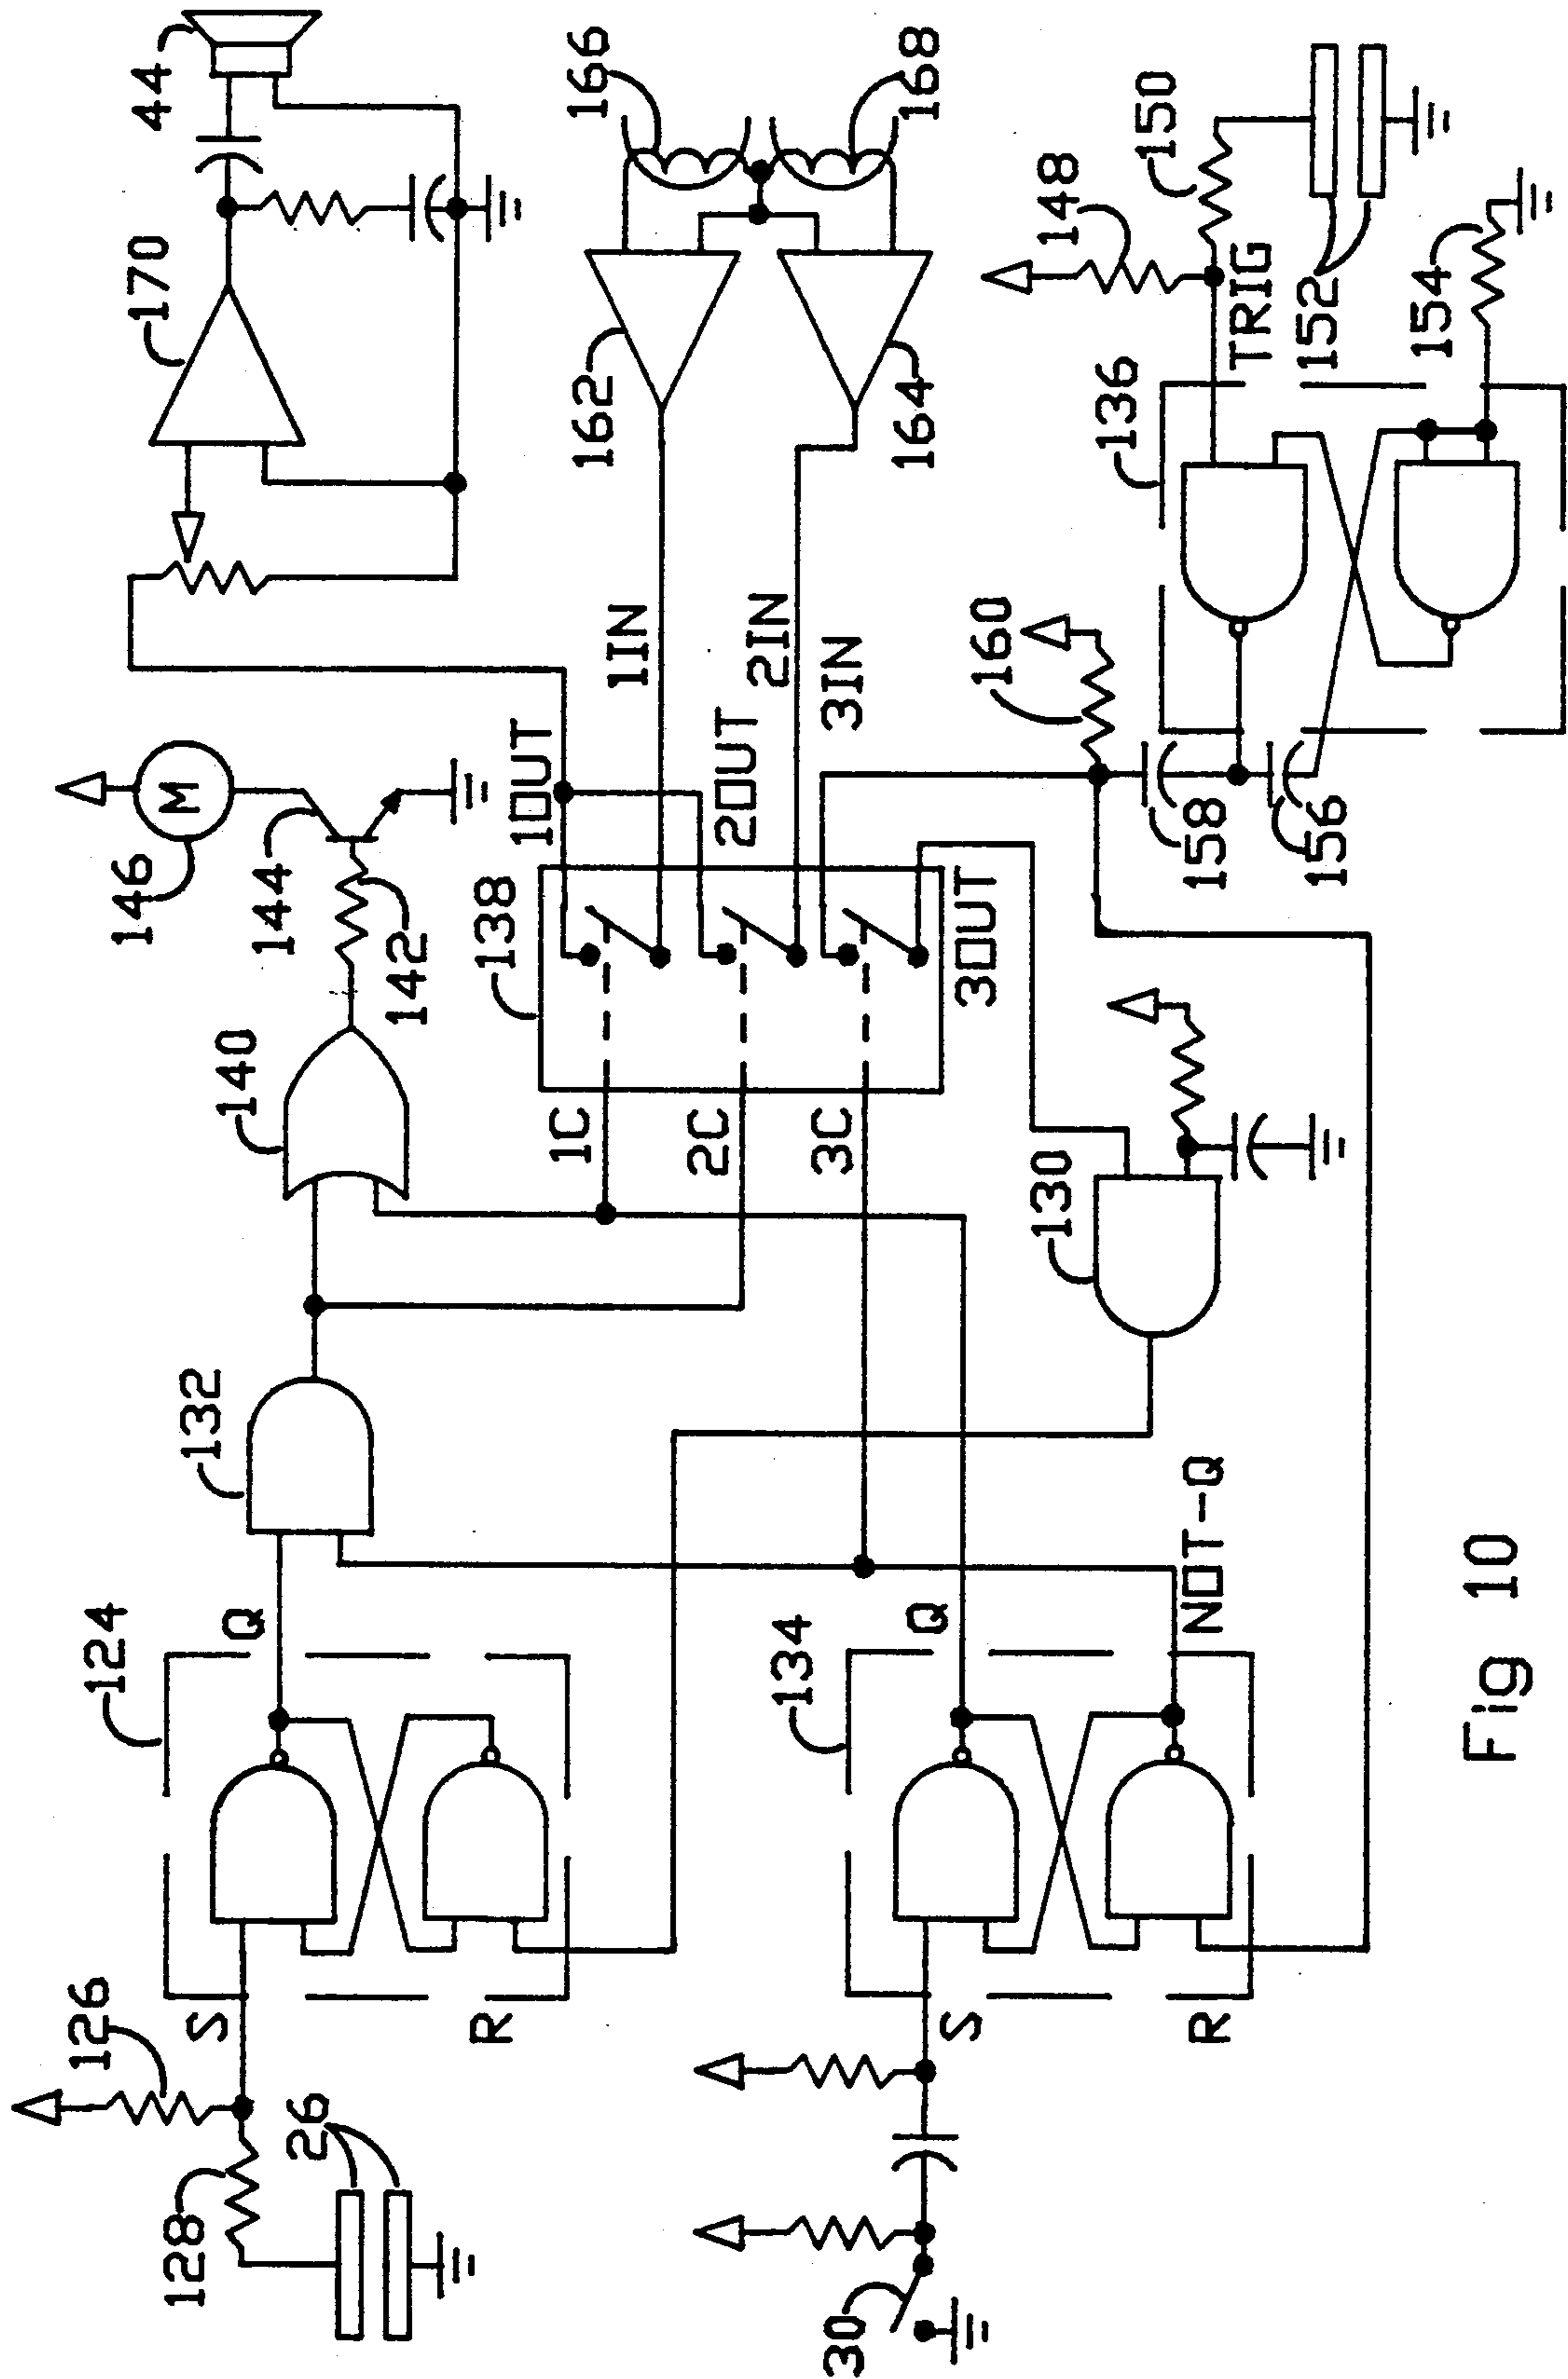 126
128
26
S
R
124
Q
132
140
142
144
146
M
170
44
30
S
R
134
Q
NOT-Q
1C
2C
3C
138
1OUT
2OUT
3OUT
1IN
2IN
3IN
162
164
166
168
130
160
158
156
136
TRIG
148
150
152
154
Fig 10